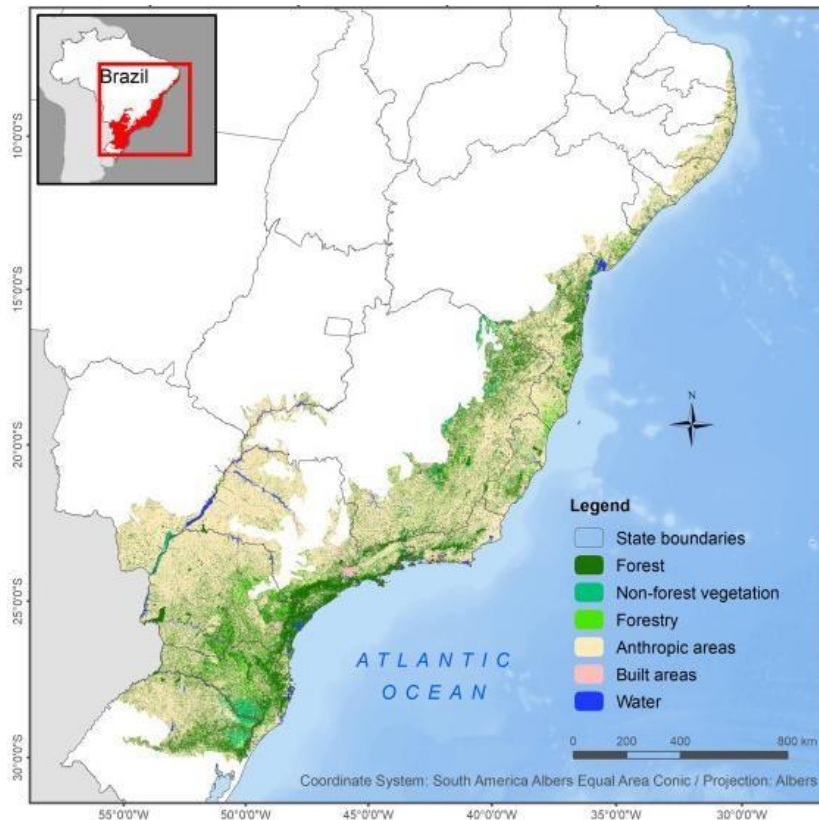 Brazil
10°0'0"S
15°0'0"S
20°0'0"S
25°0'0"S
30°0'0"S
N
Legend
State boundaries
Forest
Non-forest vegetation
Forestry
Anthropic areas
Built areas
Water
ATLANTIC
OCEAN
0 200 400 800 km
Coordinate System: South America Albers Equal Area Conic / Projection: Albers
55°0'0"W 50°0'0"W 45°0'0"W 40°0'0"W 35°0'0"W 30°0'0"W